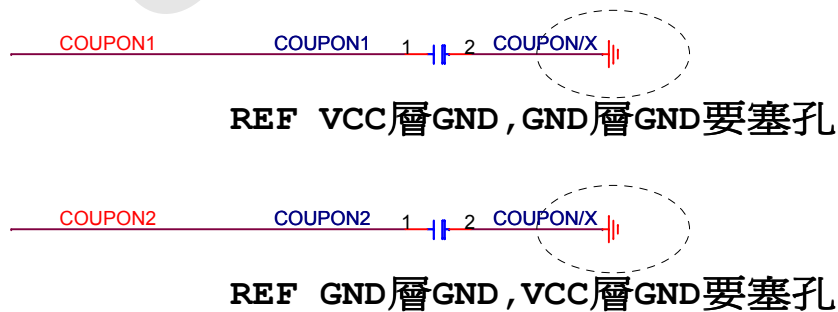 COUPON1 COUPON1 1 2 COUPON/X
REF VCC層GND,GND層GND要塞孔
COUPON2 COUPON2 1 2 COUPON/X
REF GND層GND,VCC層GND要塞孔